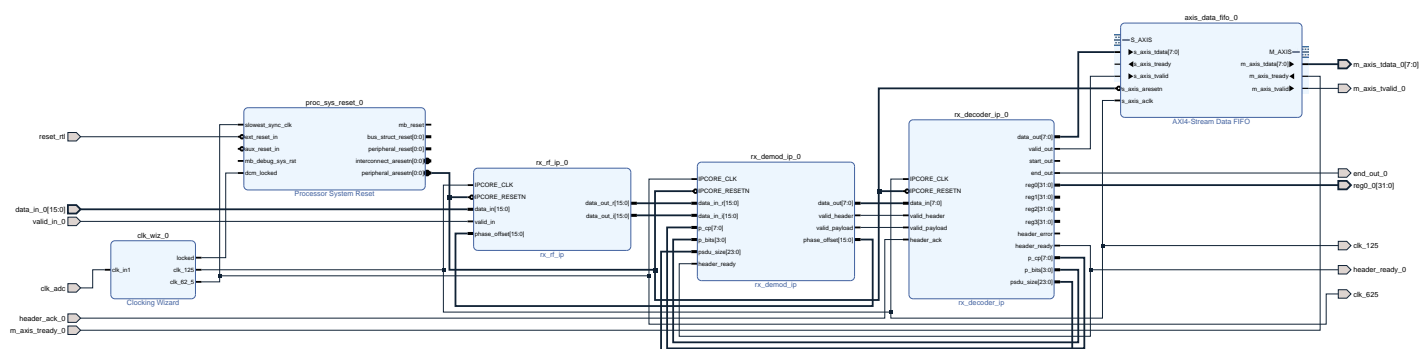 axis_data_fifo_0
S_AXIS
s_axis_tdata[7:0]
s_axis_tready
s_axis_tvalid
s_axis_aresetn
s_axis_aclk
M_AXIS
m_axis_tdata[7:0]
m_axis_tready
m_axis_tvalid
AXI4-Stream Data FIFO
m_axis_tdata_0[7:0]
m_axis_tvalid_0
proc_sys_reset_0
slowest_sync_clk
ext_reset_in
aux_reset_in
mb_debug_sys_rst
dcm_locked
mb_reset
bus_struct_reset[0:0]
peripheral_reset[0:0]
interconnect_aresetn[0:0]
peripheral_aresetn[0:0]
Processor System Reset
reset_rtl
data_in_0[15:0]
valid_in_0
clk_wiz_0
clk_in1
locked
clk_125
clk_62_5
Clocking Wizard
clk_adc
header_ack_0
m_axis_tready_0
rx_rf_ip_0
IPCORE_CLK
IPCORE_RESETN
data_in[15:0]
valid_in
phase_offset[15:0]
data_out_r[15:0]
data_out_i[15:0]
rx_rf_ip
rx_demod_ip_0
IPCORE_CLK
IPCORE_RESETN
data_in_r[15:0]
data_in_i[15:0]
p_cp[7:0]
p_bits[3:0]
psdu_size[23:0]
header_ready
data_out[7:0]
valid_header
valid_payload
phase_offset[15:0]
rx_demod_ip
rx_decoder_ip_0
IPCORE_CLK
IPCORE_RESETN
data_in[7:0]
valid_header
valid_payload
header_ack
data_out[7:0]
valid_out
start_out
end_out
reg0[31:0]
reg1[31:0]
reg2[31:0]
reg3[31:0]
header_error
header_ready
p_cp[7:0]
p_bits[3:0]
psdu_size[23:0]
rx_decoder_ip
end_out_0
reg0_0[31:0]
clk_125
header_ready_0
clk_625